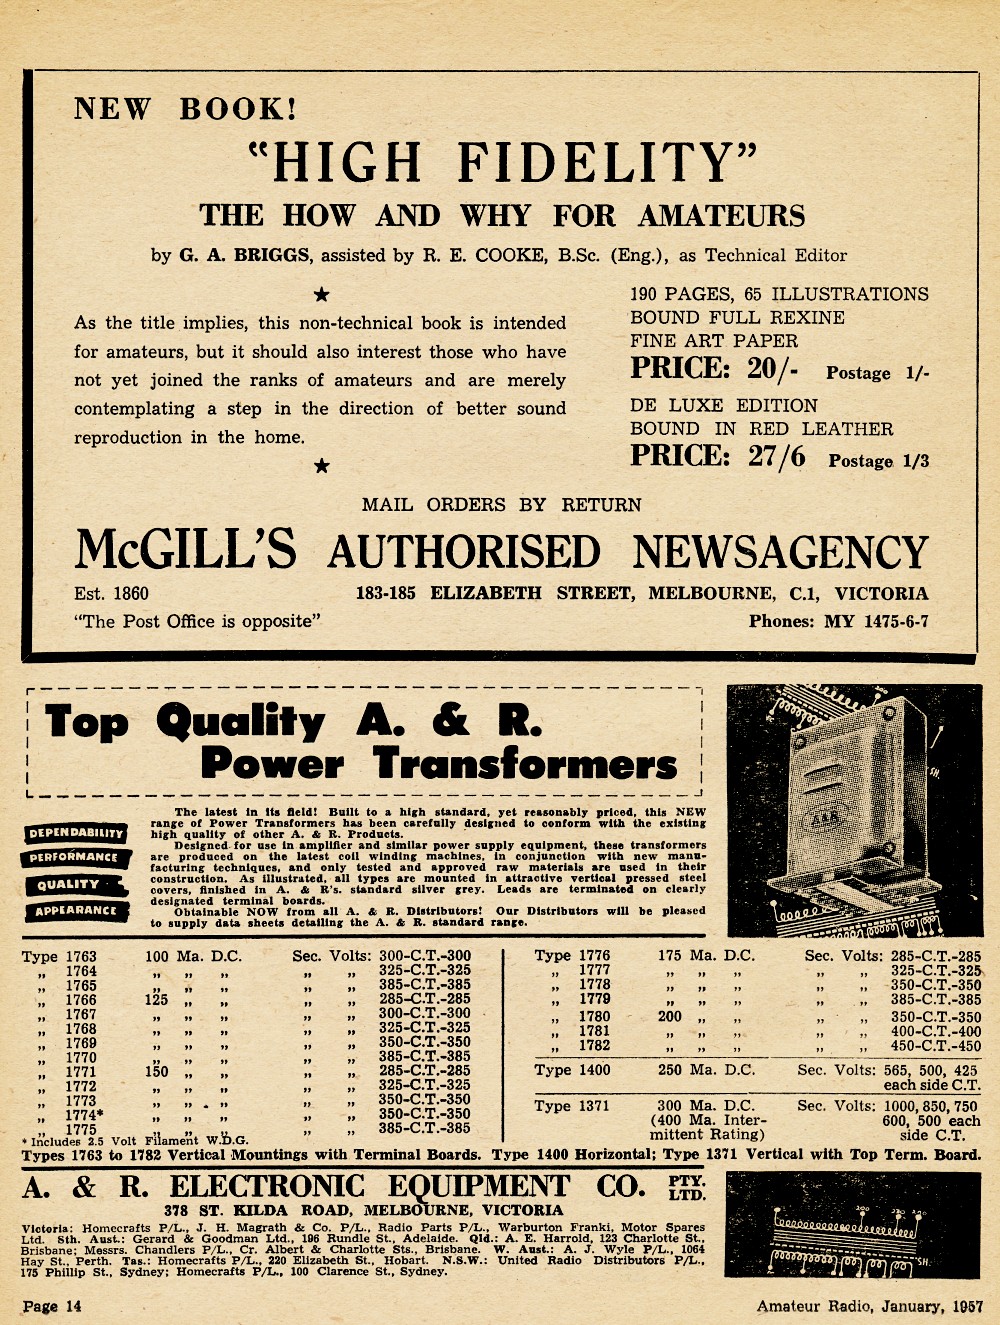 NEW BOOK!
“HIGH FIDELITY”
THE HOW AND WHY FOR AMATEURS
by G. A. BRIGGS, assisted by R. E. COOKE, B.Sc. (Eng.), as Technical Editor
★
As the title implies, this non-technical book is intended
for amateurs, but it should also interest those who have
not yet joined the ranks of amateurs and are merely
contemplating a step in the direction of better sound
reproduction in the home.
★
190 PAGES, 65 ILLUSTRATIONS
BOUND FULL REXINE
FINE ART PAPER
PRICE: 20/- Postage 1/-
DE LUXE EDITION
BOUND IN RED LEATHER
PRICE: 27/6 Postage 1/3
MAIL ORDERS BY RETURN
McGILL’S AUTHORISED NEWSAGENCY
Est. 1860 183-185 ELIZABETH STREET, MELBOURNE, C.1, VICTORIA
“The Post Office is opposite” Phones: MY 1475-6-7
Top Quality A. & R.
Power Transformers
DEPENDABILITY
PERFORMANCE
QUALITY
APPEARANCE
The latest in its field! Built to a high standard, yet reasonably priced, this NEW
range of Power Transformers has been carefully designed to conform with the existing
high quality of other A. & R. Products.
Designed for use in amplifier and similar power supply equipment, these transformers
are produced on the latest coil winding machines, in conjunction with new manu-
facturing techniques, and only tested and approved raw materials are used in their
construction. As illustrated, all types are mounted in attractive vertical pressed steel
covers, finished in A. & R's. standard silver grey. Leads are terminated on clearly
designated terminal boards.
Obtainable NOW from all A. & R. Distributors! Our Distributors will be pleased
to supply data sheets detailing the A. & R. standard range.
A&R
SH.
Type 1763 100 Ma. D.C. Sec. Volts: 300-C.T.-300
„ 1764 „ „ „ „ „ 325-C.T.-325
„ 1765 „ „ „ „ „ 385-C.T.-385
„ 1766 125 „ „ „ „ 285-C.T.-285
„ 1767 „ „ „ „ „ 300-C.T.-300
„ 1768 „ „ „ „ „ 325-C.T.-325
„ 1769 „ „ „ „ „ 350-C.T.-350
„ 1770 „ „ „ „ „ 385-C.T.-385
„ 1771 150 „ „ „ „ 285-C.T.-285
„ 1772 „ „ „ „ „ 325-C.T.-325
„ 1773 „ „ „ „ „ 350-C.T.-350
„ 1774* „ „ „ „ „ 350-C.T.-350
„ 1775 „ „ „ „ „ 385-C.T.-385
* Includes 2.5 Volt Filament W.D.G.
Type 1776 175 Ma. D.C. Sec. Volts: 285-C.T.-285
„ 1777 „ „ „ „ „ 325-C.T.-325
„ 1778 „ „ „ „ „ 350-C.T.-350
„ 1779 „ „ „ „ „ 385-C.T.-385
„ 1780 200 „ „ „ „ 350-C.T.-350
„ 1781 „ „ „ „ „ 400-C.T.-400
„ 1782 „ „ „ „ „ 450-C.T.-450
Type 1400 250 Ma. D.C. Sec. Volts: 565, 500, 425
each side C.T.
Type 1371 300 Ma. D.C. Sec. Volts: 1000, 850, 750
(400 Ma. Inter- 600, 500 each
mittent Rating) side C.T.
Types 1763 to 1782 Vertical Mountings with Terminal Boards. Type 1400 Horizontal; Type 1371 Vertical with Top Term. Board.
A. & R. ELECTRONIC EQUIPMENT CO. PTY. LTD.
378 ST. KILDA ROAD, MELBOURNE, VICTORIA
Victoria: Homecrafts P/L., J. H. Magrath & Co. P/L., Radio Parts P/L., Warburton Franki, Motor Spares
Ltd. Sth. Aust.: Gerard & Goodman Ltd., 196 Rundle St., Adelaide. Qld.: A. E. Harrold, 123 Charlotte St.,
Brisbane; Messrs. Chandlers P/L., Cr. Albert & Charlotte Sts., Brisbane. W. Aust.: A. J. Wyle P/L., 1064
Hay St., Perth. Tas.: Homecrafts P/L., 220 Elizabeth St., Hobart. N.S.W.: United Radio Distributors P/L.,
175 Phillip St., Sydney; Homecrafts P/L., 100 Clarence St., Sydney.
SH.
Page 14 Amateur Radio, January, 1957